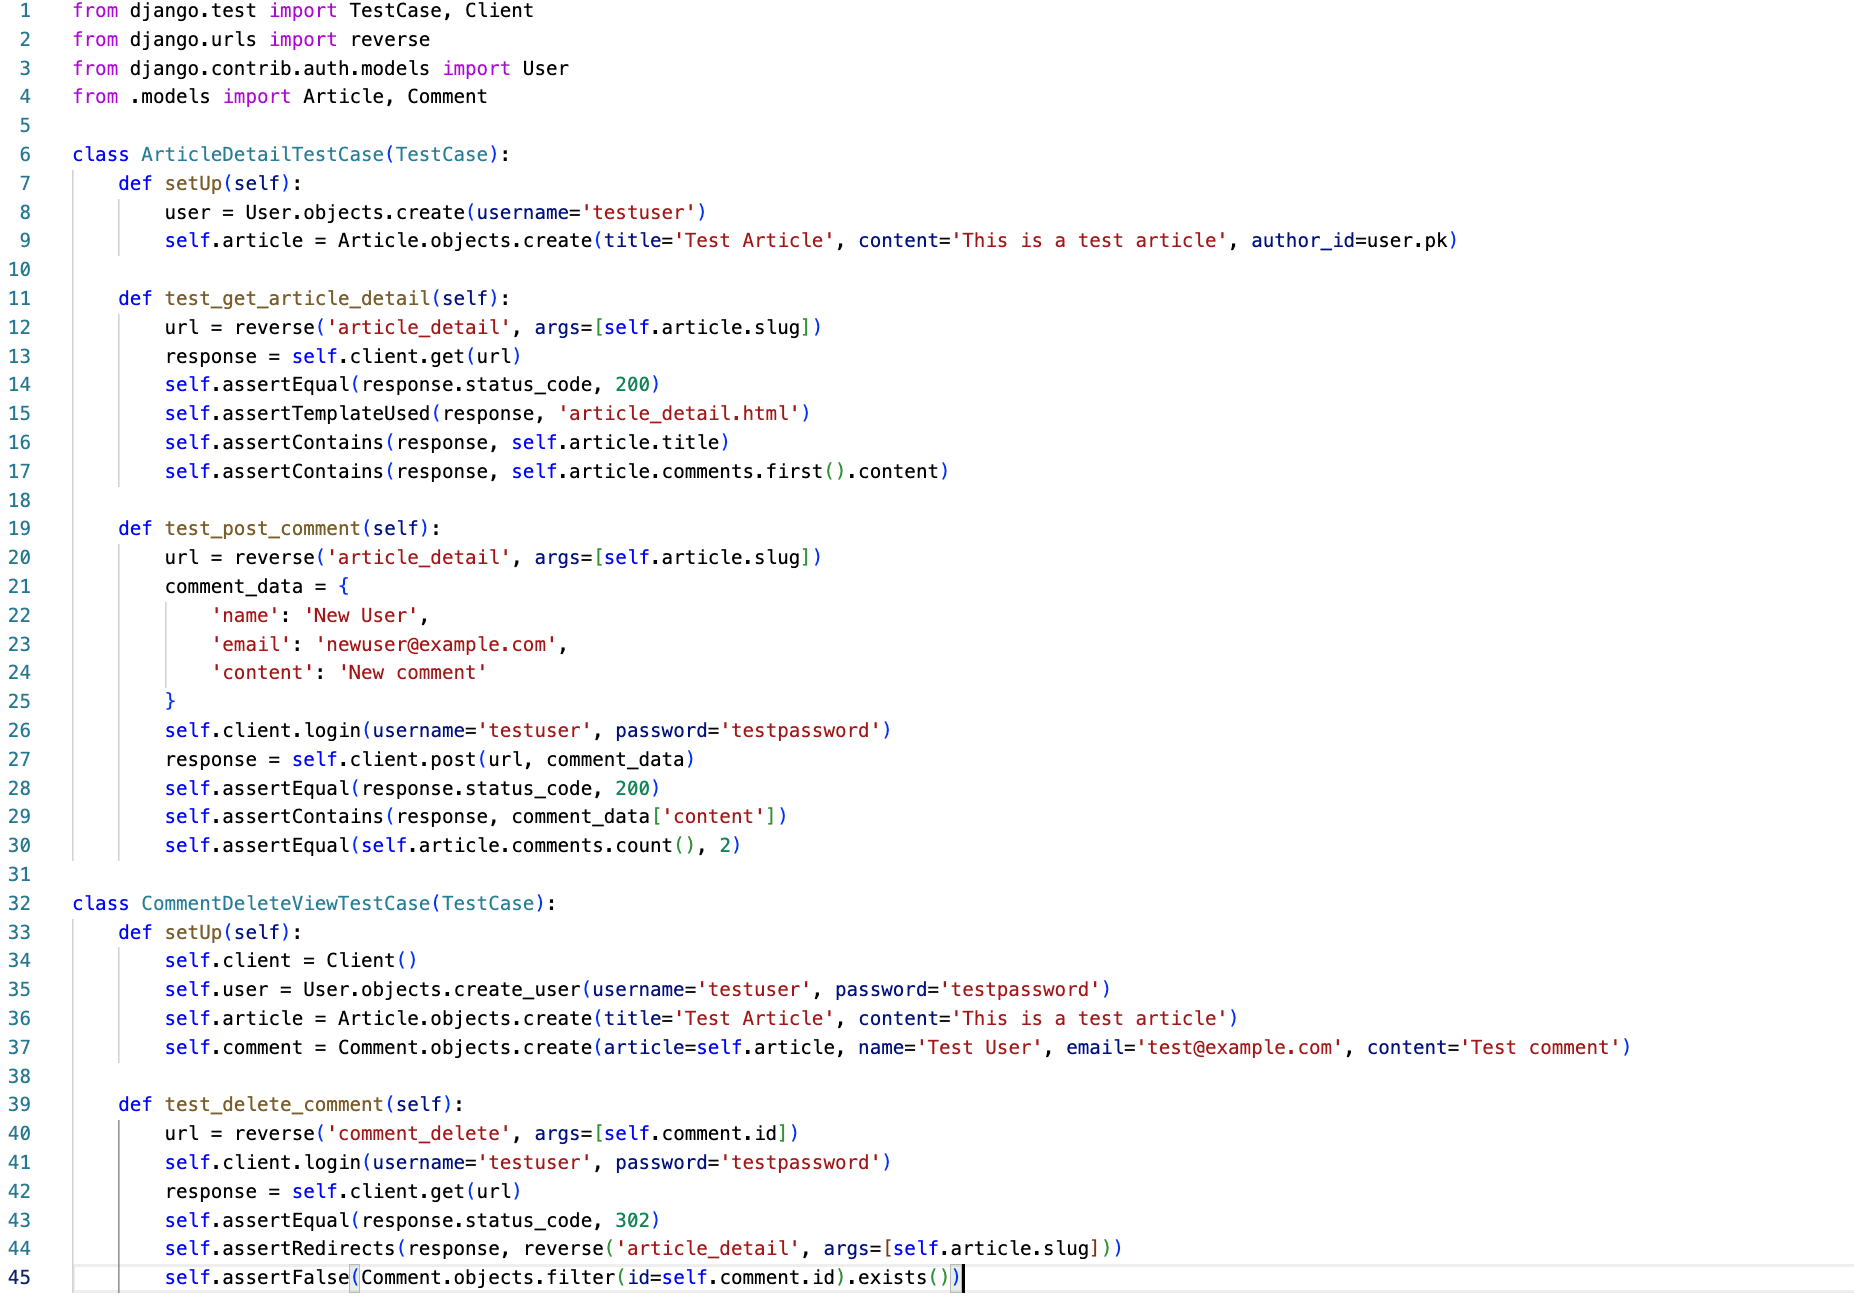 1 from django.test import TestCase, Client
2 from django.urls import reverse
3 from django.contrib.auth.models import User
4 from .models import Article, Comment
5
6 class ArticleDetailTestCase(TestCase):
7     def setUp(self):
8         user = User.objects.create(username='testuser')
9         self.article = Article.objects.create(title='Test Article', content='This is a test article', author_id=user.pk)
10
11     def test_get_article_detail(self):
12         url = reverse('article_detail', args=[self.article.slug])
13         response = self.client.get(url)
14         self.assertEqual(response.status_code, 200)
15         self.assertTemplateUsed(response, 'article_detail.html')
16         self.assertContains(response, self.article.title)
17         self.assertContains(response, self.article.comments.first().content)
18
19     def test_post_comment(self):
20         url = reverse('article_detail', args=[self.article.slug])
21         comment_data = {
22             'name': 'New User',
23             'email': 'newuser@example.com',
24             'content': 'New comment'
25         }
26         self.client.login(username='testuser', password='testpassword')
27         response = self.client.post(url, comment_data)
28         self.assertEqual(response.status_code, 200)
29         self.assertContains(response, comment_data['content'])
30         self.assertEqual(self.article.comments.count(), 2)
31
32 class CommentDeleteViewTestCase(TestCase):
33     def setUp(self):
34         self.client = Client()
35         self.user = User.objects.create_user(username='testuser', password='testpassword')
36         self.article = Article.objects.create(title='Test Article', content='This is a test article')
37         self.comment = Comment.objects.create(article=self.article, name='Test User', email='test@example.com', content='Test comment')
38
39     def test_delete_comment(self):
40         url = reverse('comment_delete', args=[self.comment.id])
41         self.client.login(username='testuser', password='testpassword')
42         response = self.client.get(url)
43         self.assertEqual(response.status_code, 302)
44         self.assertRedirects(response, reverse('article_detail', args=[self.article.slug]))
45         self.assertFalse(Comment.objects.filter(id=self.comment.id).exists())